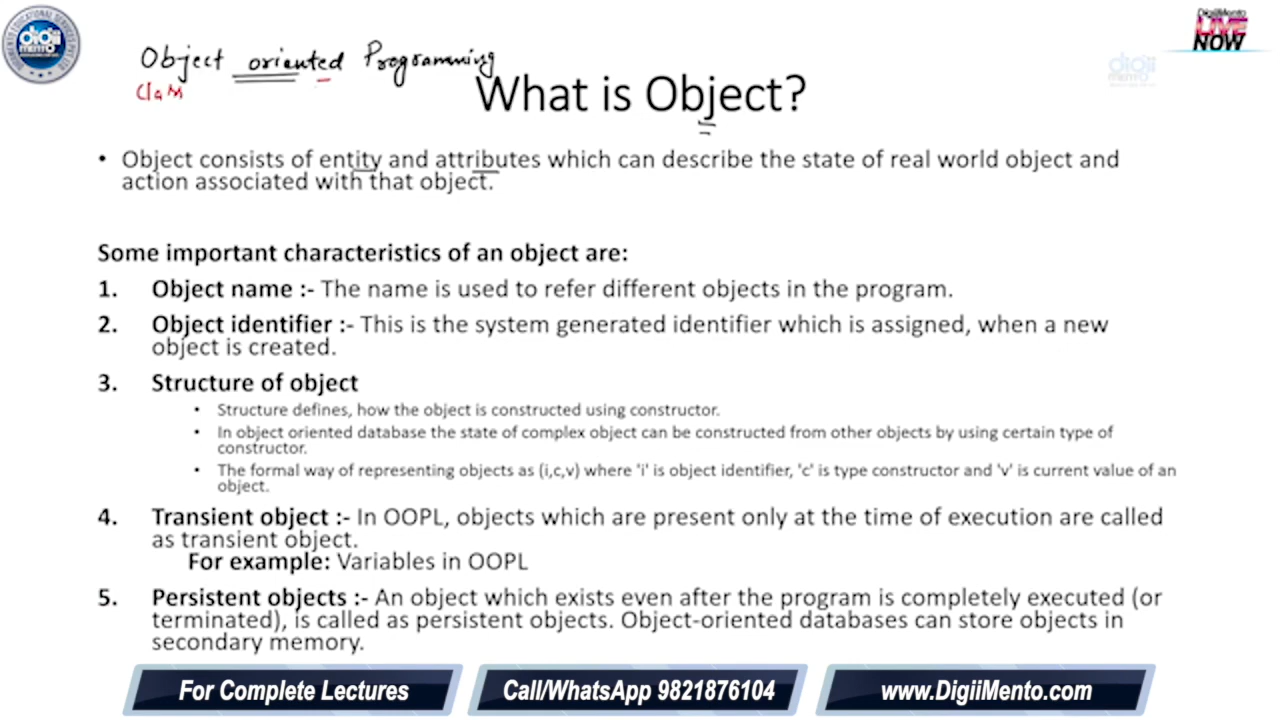 DigiiMento
LIVE
NOW
digii
mento
digii
mento
Object oriented Programming
Class
What is Object?
• Object consists of entity and attributes which can describe the state of real world object and
action associated with that object.
Some important characteristics of an object are:
1. Object name :- The name is used to refer different objects in the program.
2. Object identifier :- This is the system generated identifier which is assigned, when a new
object is created.
3. Structure of object
• Structure defines, how the object is constructed using constructor.
• In object oriented database the state of complex object can be constructed from other objects by using certain type of
constructor.
• The formal way of representing objects as (i,c,v) where 'i' is object identifier, 'c' is type constructor and 'v' is current value of an
object.
4. Transient object :- In OOPL, objects which are present only at the time of execution are called
as transient object.
For example: Variables in OOPL
5. Persistent objects :- An object which exists even after the program is completely executed (or
terminated), is called as persistent objects. Object-oriented databases can store objects in
secondary memory.
For Complete Lectures
Call/WhatsApp 9821876104
www.DigiiMento.com